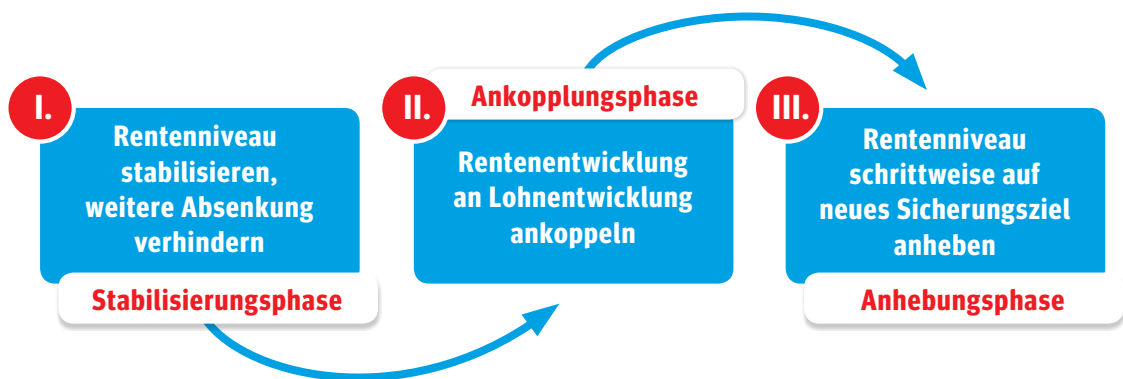 I.
Rentenniveau
stabilisieren,
weitere Absenkung
verhindern
Stabilisierungsphase
II.
Ankopplungsphase
Rentenentwicklung
an Lohnentwicklung
ankoppeln
III.
Rentenniveau
schrittweise auf
neues Sicherungsziel
anheben
Anhebungsphase